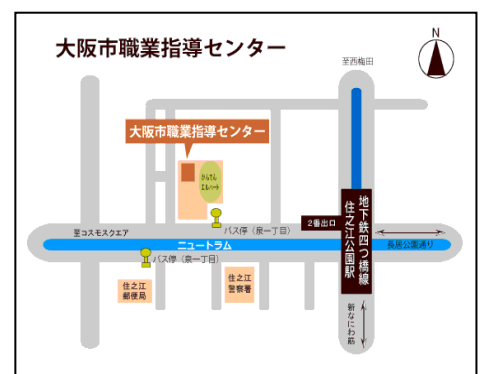 大阪市職業指導センター
N
至西梅田
大阪市職業指導センター
かんでん
エルハート
2番出口
地下鉄四つ橋線
住之江公園駅
バス停（泉一丁目）
至コスモスクエア
ニュートラム
長居公園通り
バス停（泉一丁目）
住之江
郵便局
住之江
警察署
新なにわ筋